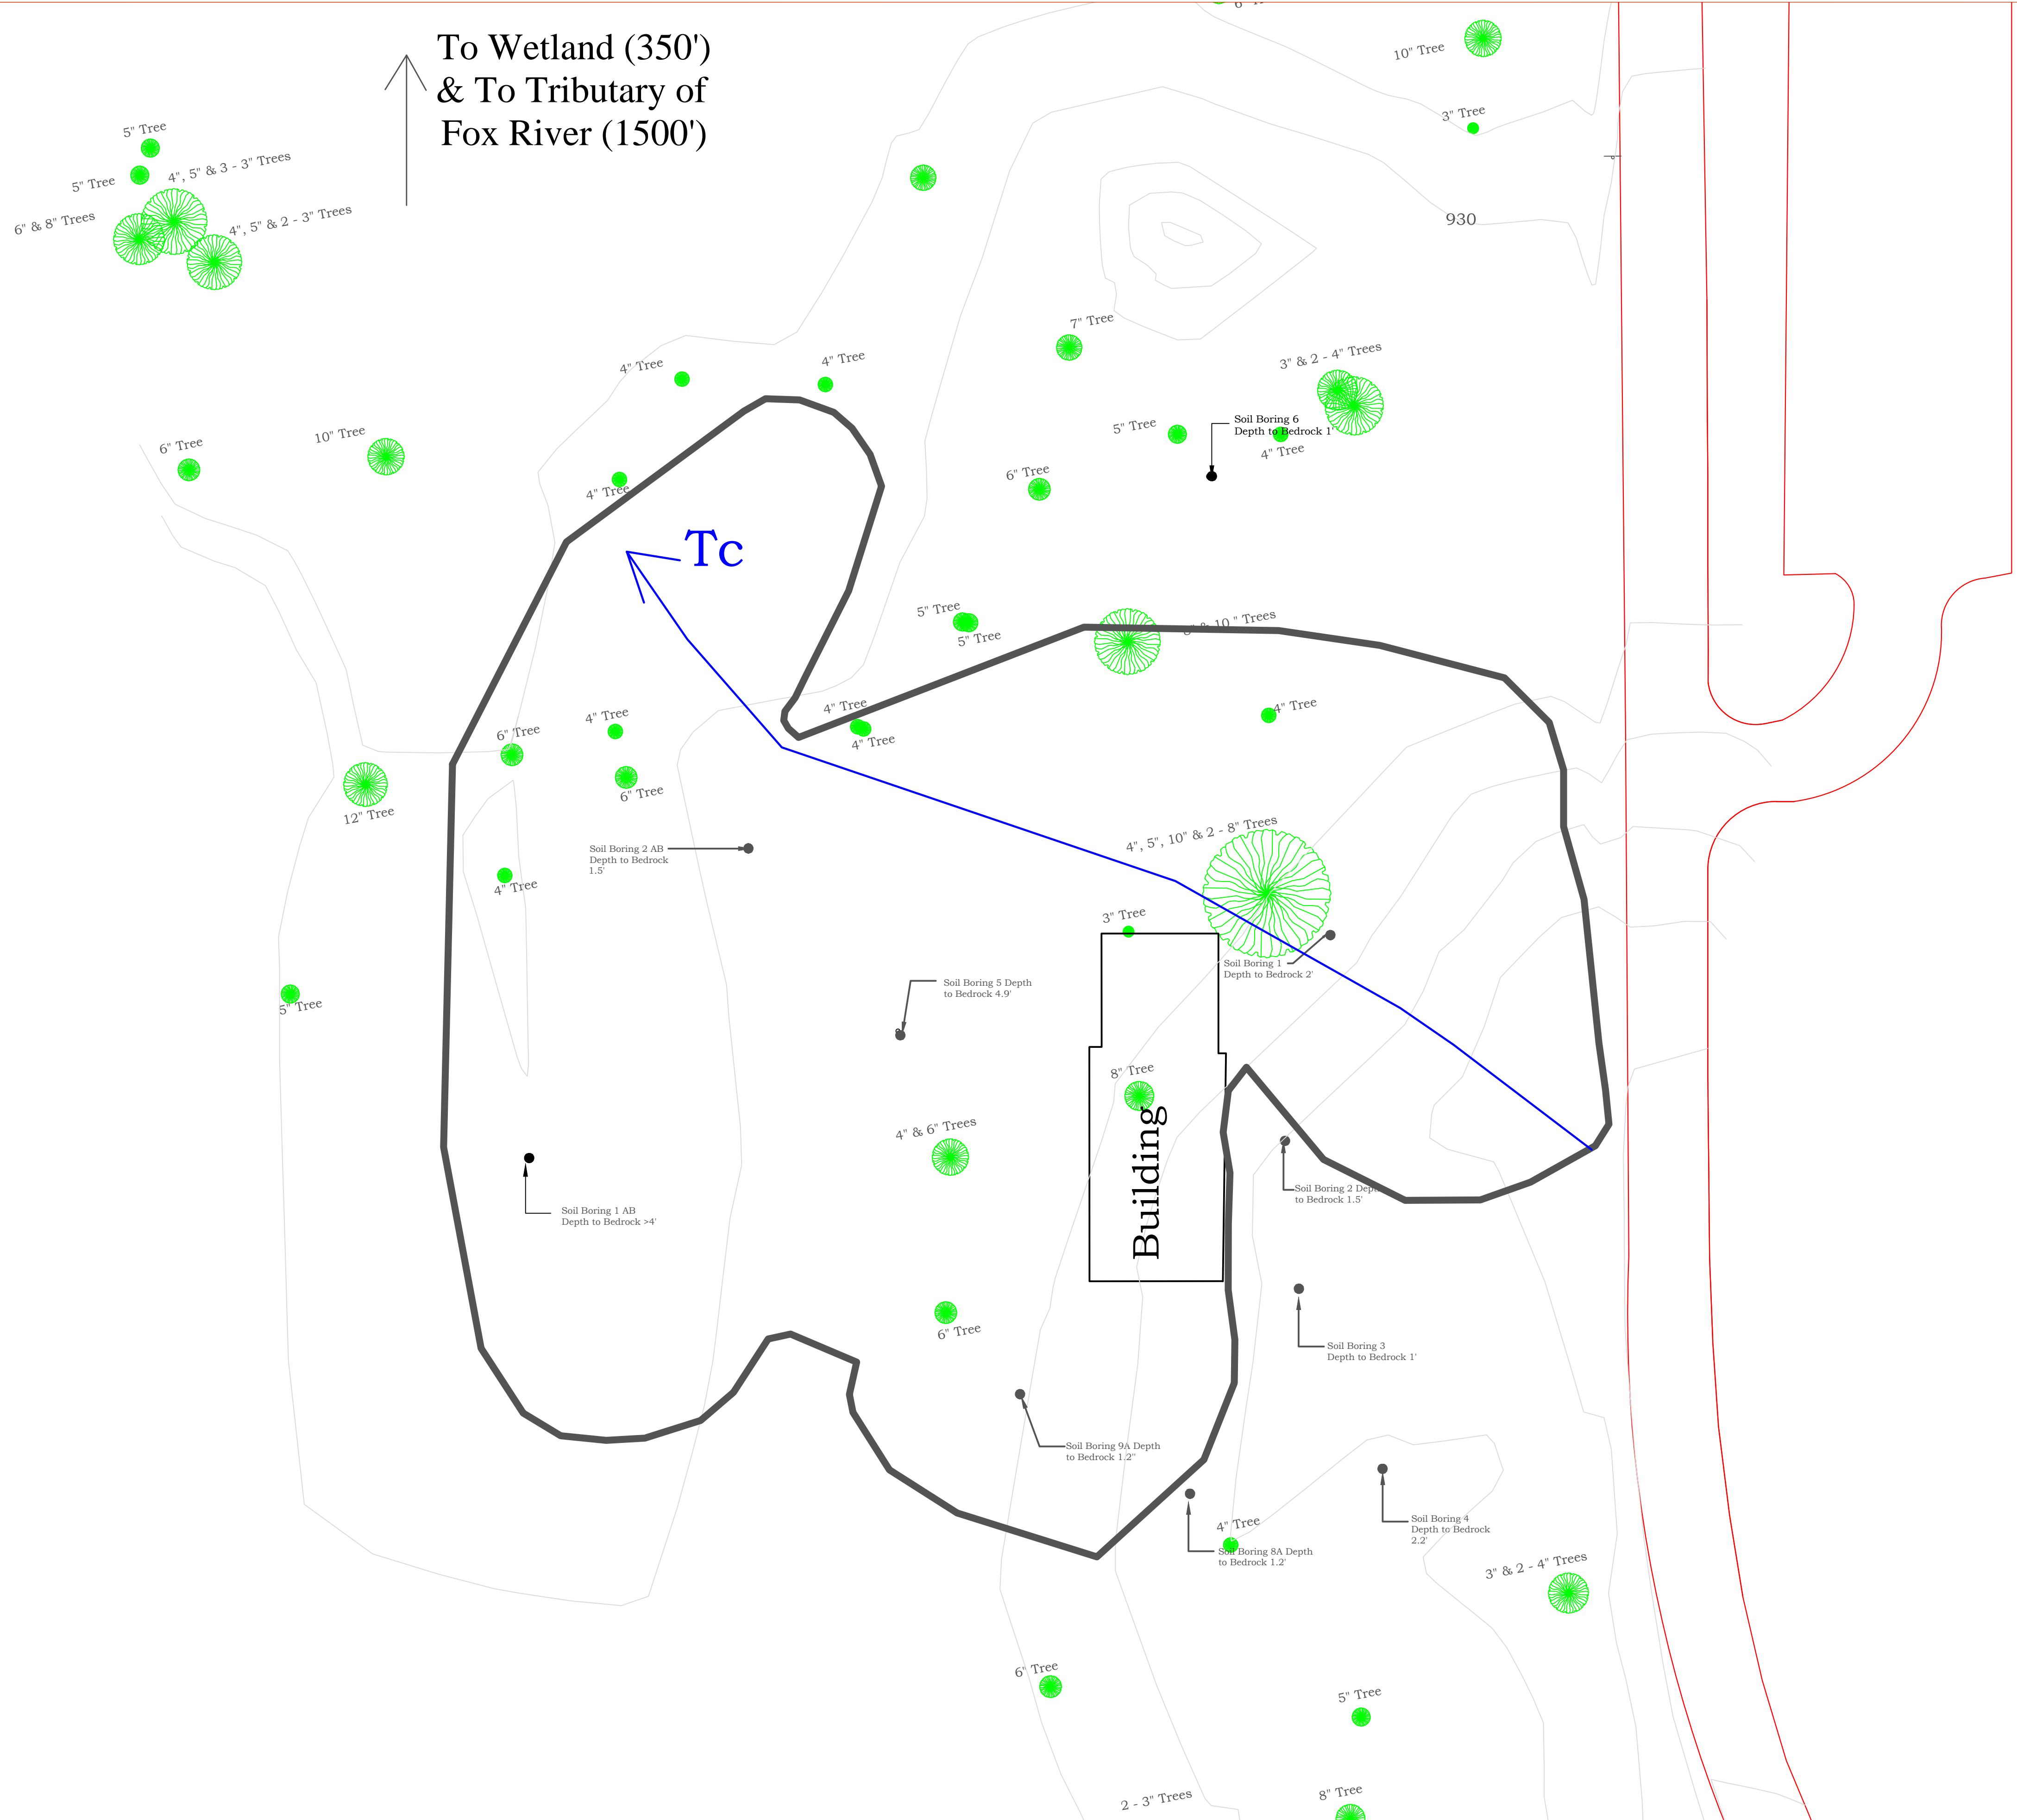 To Wetland (350')
& To Tributary of
Fox River (1500')
10" Tree
3" Tree
930
5" Tree
5" Tree
4", 5" & 3 - 3" Trees
6" & 8" Trees
4", 5" & 2 - 3" Trees
7" Tree
4" Tree
4" Tree
3" & 2 - 4" Trees
Soil Boring 6
Depth to Bedrock 1'
5" Tree
4" Tree
6" Tree
10" Tree
6" Tree
4" Tree
Tc
5" Tree
5" Tree
& 10 " Trees
4" Tree
4" Tree
4" Tree
4" Tree
6" Tree
6" Tree
12" Tree
4", 5", 10" & 2 - 8" Trees
Soil Boring 2 AB
Depth to Bedrock
1.5'
4" Tree
3" Tree
Soil Boring 1
Depth to Bedrock 2'
Soil Boring 5 Depth
to Bedrock 4.9'
5" Tree
8" Tree
Building
4" & 6" Trees
Soil Boring 2 Depth
to Bedrock 1.5'
Soil Boring 1 AB
Depth to Bedrock >4'
6" Tree
Soil Boring 3
Depth to Bedrock 1'
Soil Boring 9A Depth
to Bedrock 1.2"
4" Tree
Soil Boring 8A Depth
to Bedrock 1.2'
Soil Boring 4
Depth to Bedrock
2.2'
3" & 2 - 4" Trees
6" Tree
5" Tree
2 - 3" Trees
8" Tree